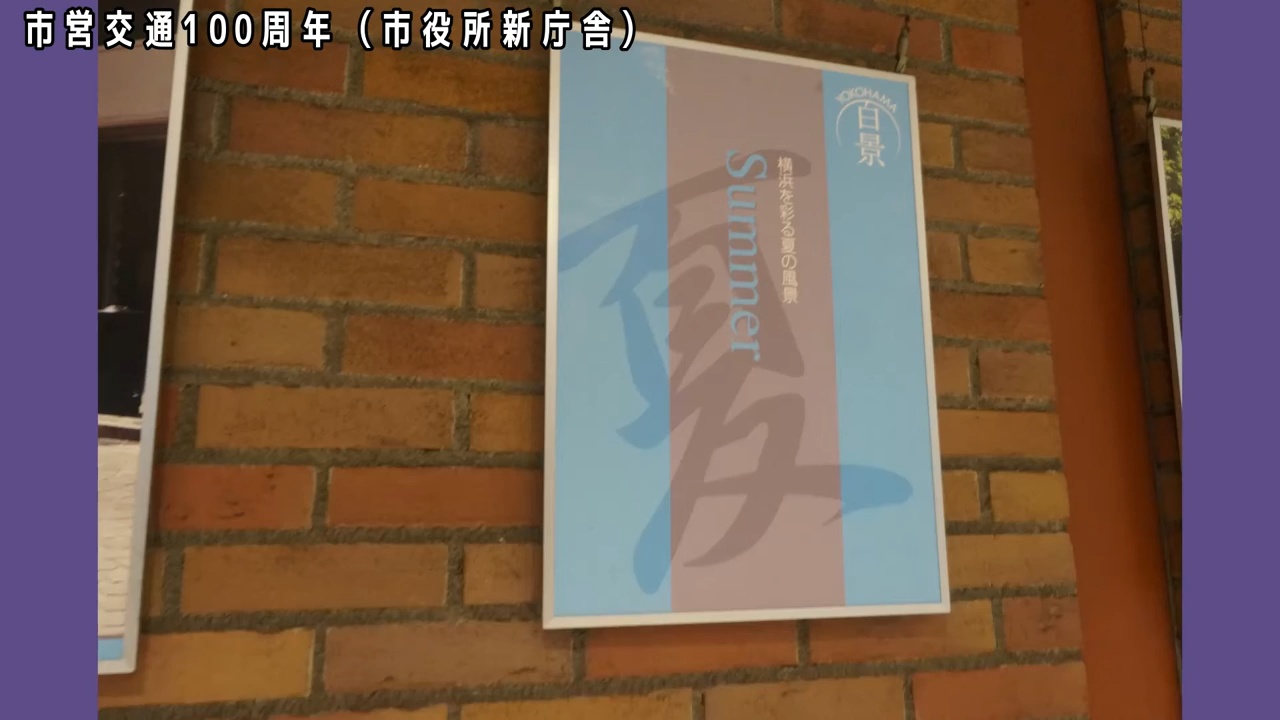 市営交通100周年（市役所新庁舎）
YOKOHAMA
百景
横浜を彩る夏の風景
Summer
夏